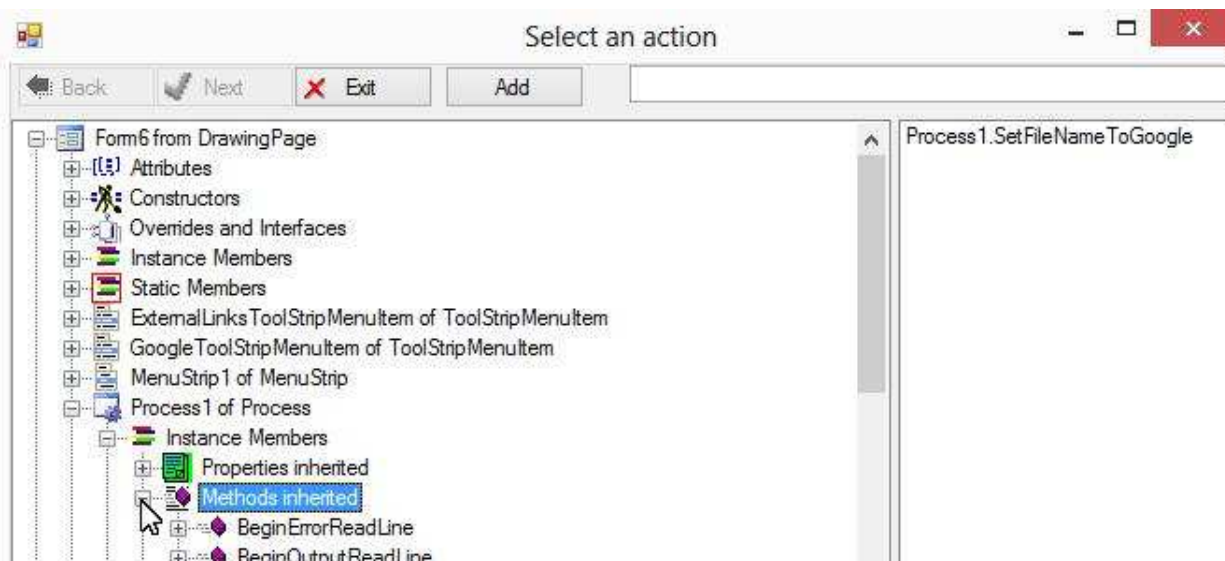 Select an action
Back Next Exit Add
Form6 from DrawingPage
Process1.SetFileNameToGoogle
Attributes
Constructors
Overrides and Interfaces
Instance Members
Static Members
ExternalLinksToolStripMenuItem of ToolStripMenuItem
GoogleToolStripMenuItem of ToolStripMenuItem
MenuStrip1 of MenuStrip
Process1 of Process
Instance Members
Properties inherited
Methods inherited
BeginErrorReadLine
BeginOutputReadLine